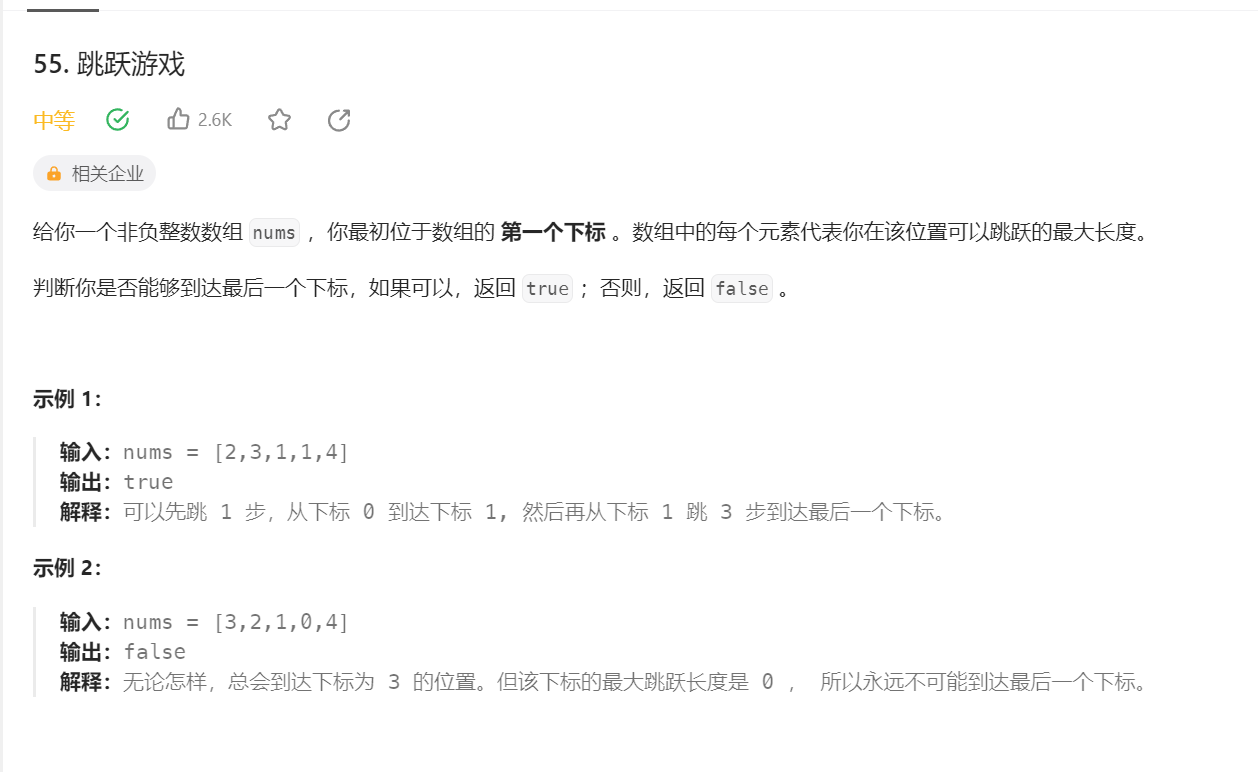 55. 跳跃游戏
中等 2.6K
相关企业
给你一个非负整数数组 nums ，你最初位于数组的 第一个下标 。数组中的每个元素代表你在该位置可以跳跃的最大长度。
判断你是否能够到达最后一个下标，如果可以，返回 true ；否则，返回 false 。
示例 1：
输入：nums = [2,3,1,1,4]
输出：true
解释：可以先跳 1 步，从下标 0 到达下标 1, 然后再从下标 1 跳 3 步到达最后一个下标。
示例 2：
输入：nums = [3,2,1,0,4]
输出：false
解释：无论怎样，总会到达下标为 3 的位置。但该下标的最大跳跃长度是 0 ， 所以永远不可能到达最后一个下标。